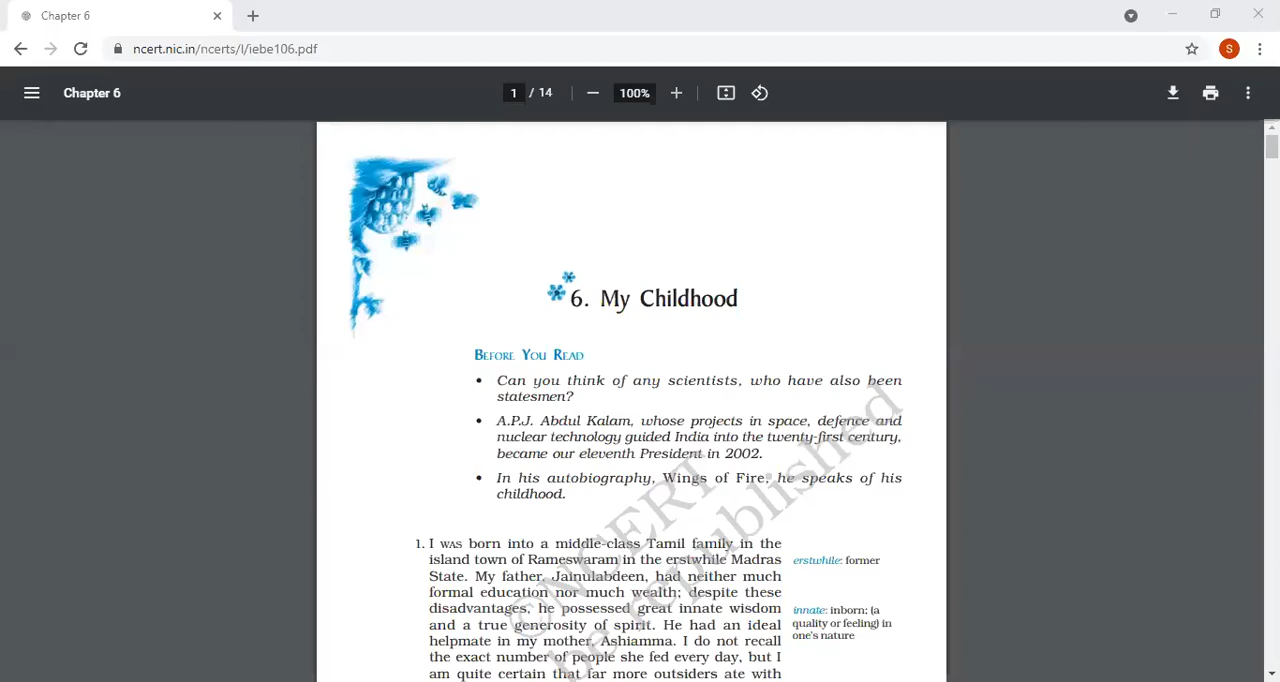 Chapter 6
ncert.nic.in/ncerts/l/iebe106.pdf
S
Chapter 6
1 / 14
100%
6. My Childhood
BEFORE YOU READ
• Can you think of any scientists, who have also been
statesmen?
• A.P.J. Abdul Kalam, whose projects in space, defence and
nuclear technology guided India into the twenty-first century,
became our eleventh President in 2002.
• In his autobiography, Wings of Fire, he speaks of his
childhood.
1. I WAS born into a middle-class Tamil family in the
island town of Rameswaram in the erstwhile Madras
State. My father, Jainulabdeen, had neither much
formal education nor much wealth; despite these
disadvantages, he possessed great innate wisdom
and a true generosity of spirit. He had an ideal
helpmate in my mother, Ashiamma. I do not recall
the exact number of people she fed every day, but I
am quite certain that far more outsiders ate with
erstwhile: former
innate: inborn; (a
quality or feeling) in
one's nature
©NCERT
be republished